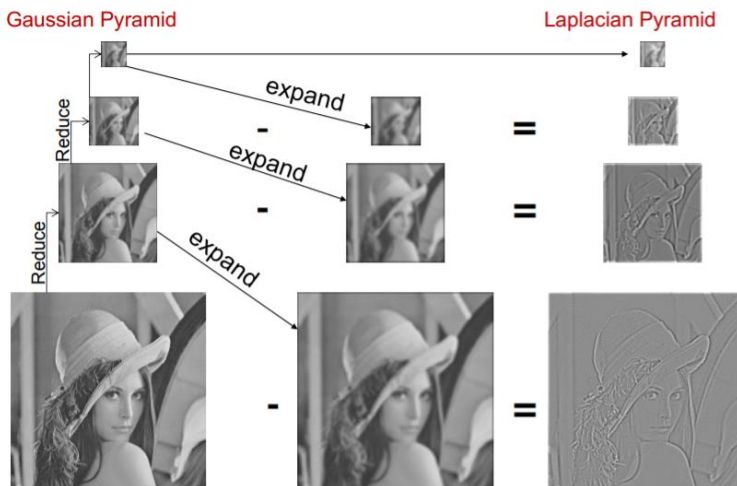 Gaussian Pyramid
Laplacian Pyramid
expand
-
=
Reduce
expand
-
=
Reduce
expand
-
=